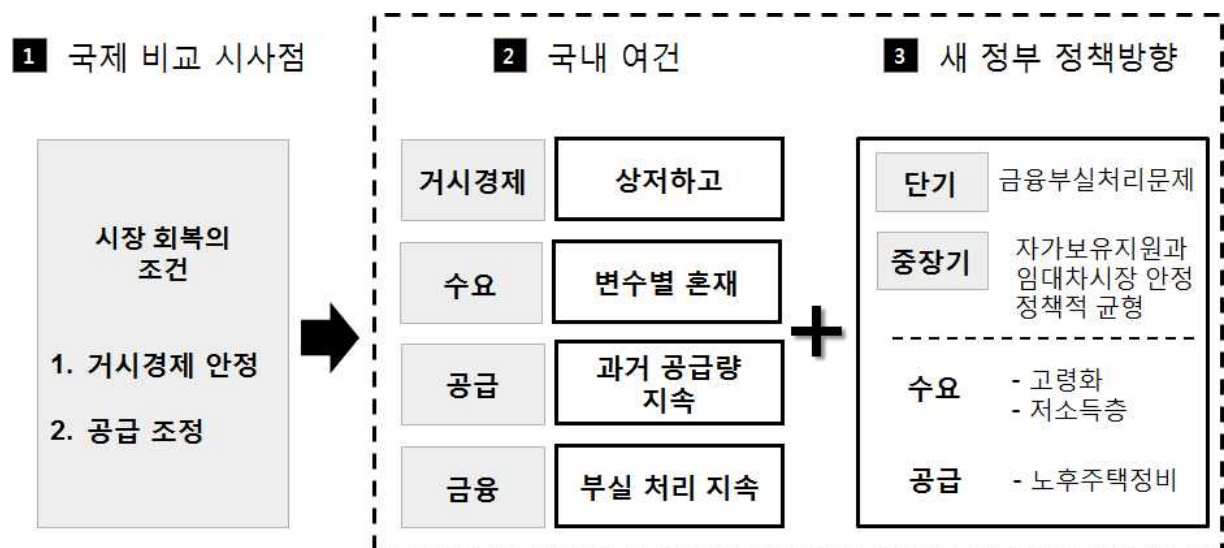 1 국제 비교 시사점
시장 회복의
조건
1. 거시경제 안정
2. 공급 조정
2 국내 여건
거시경제
상저하고
수요
변수별 혼재
공급
과거 공급량
지속
금융
부실 처리 지속
3 새 정부 정책방향
단기
금융부실처리문제
중장기
자가보유지원과
임대차시장 안정
정책적 균형
수요
- 고령화
- 저소득층
공급
- 노후주택정비